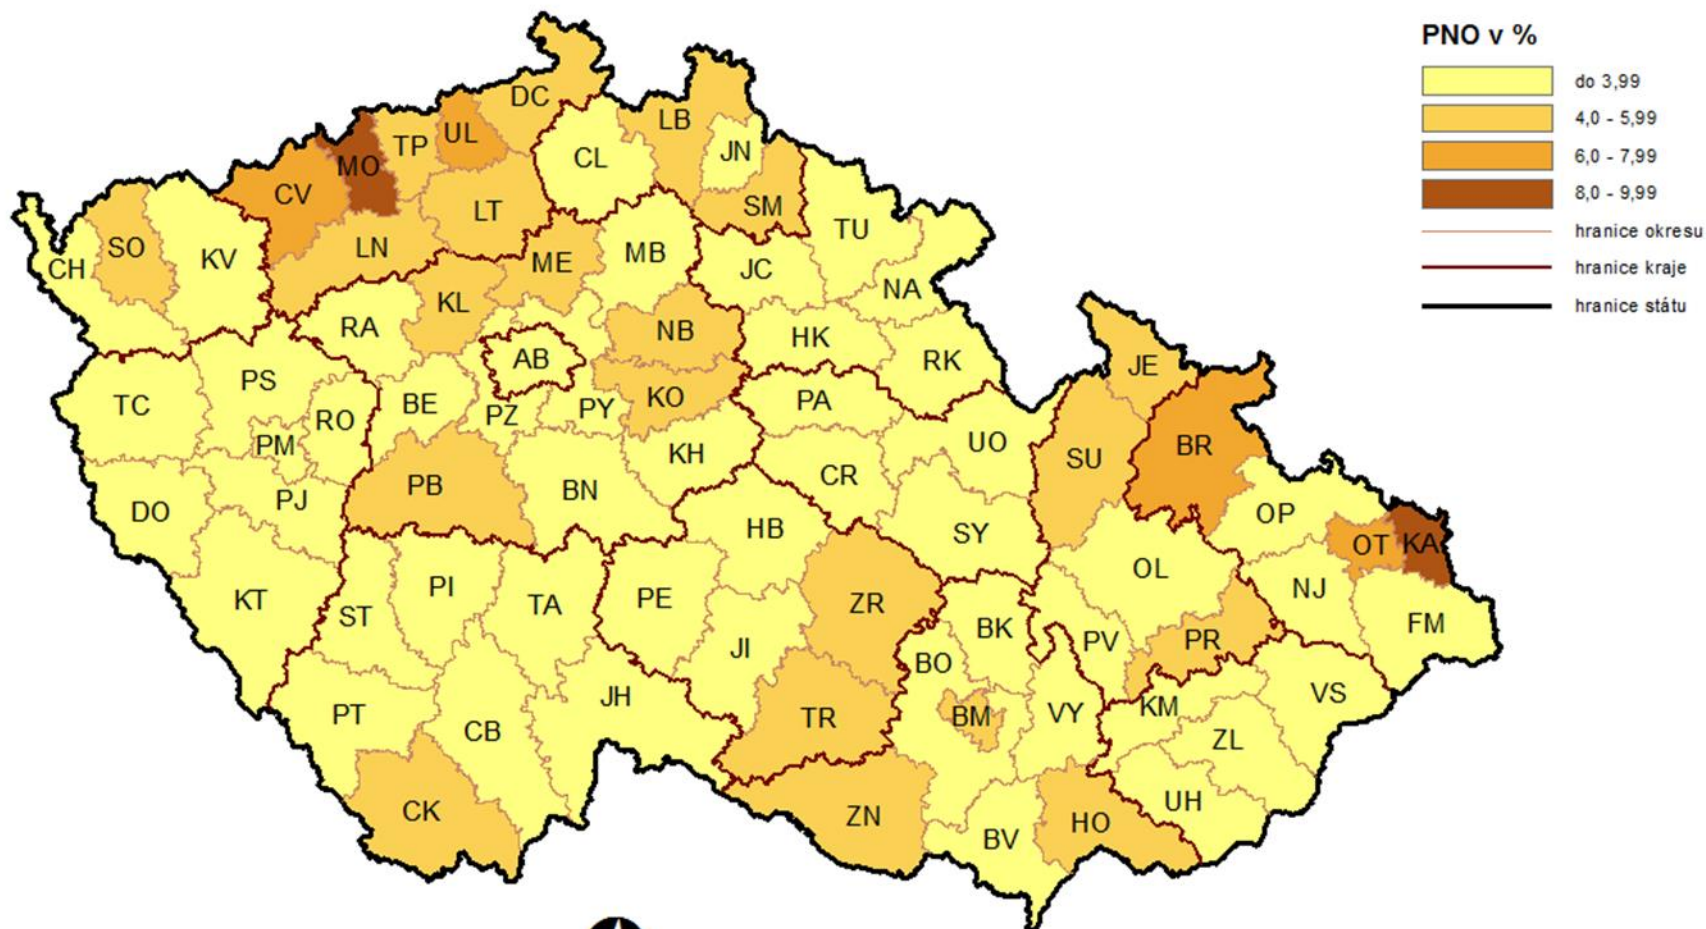 PNO v %
do 3,99
4,0 - 5,99
6,0 - 7,99
8,0 - 9,99
hranice okresu
hranice kraje
hranice státu
DC
LB
UL
TP
MO
CL
JN
CV
SM
LT
TU
SO
LN
KV
CH
ME
MB
JC
NA
KL
RA
NB
HK
AB
RK
JE
PS
TC
RO
BE
PZ
PY
KO
PA
PM
UO
BR
KH
SU
CR
PB
BN
PJ
DO
OP
HB
SY
OT
KA
OL
PI
NJ
KT
ST
TA
PE
ZR
FM
BK
JI
PV
PR
BO
JH
VS
PT
TR
BM
VY
KM
CB
ZL
CK
ZN
HO
UH
BV